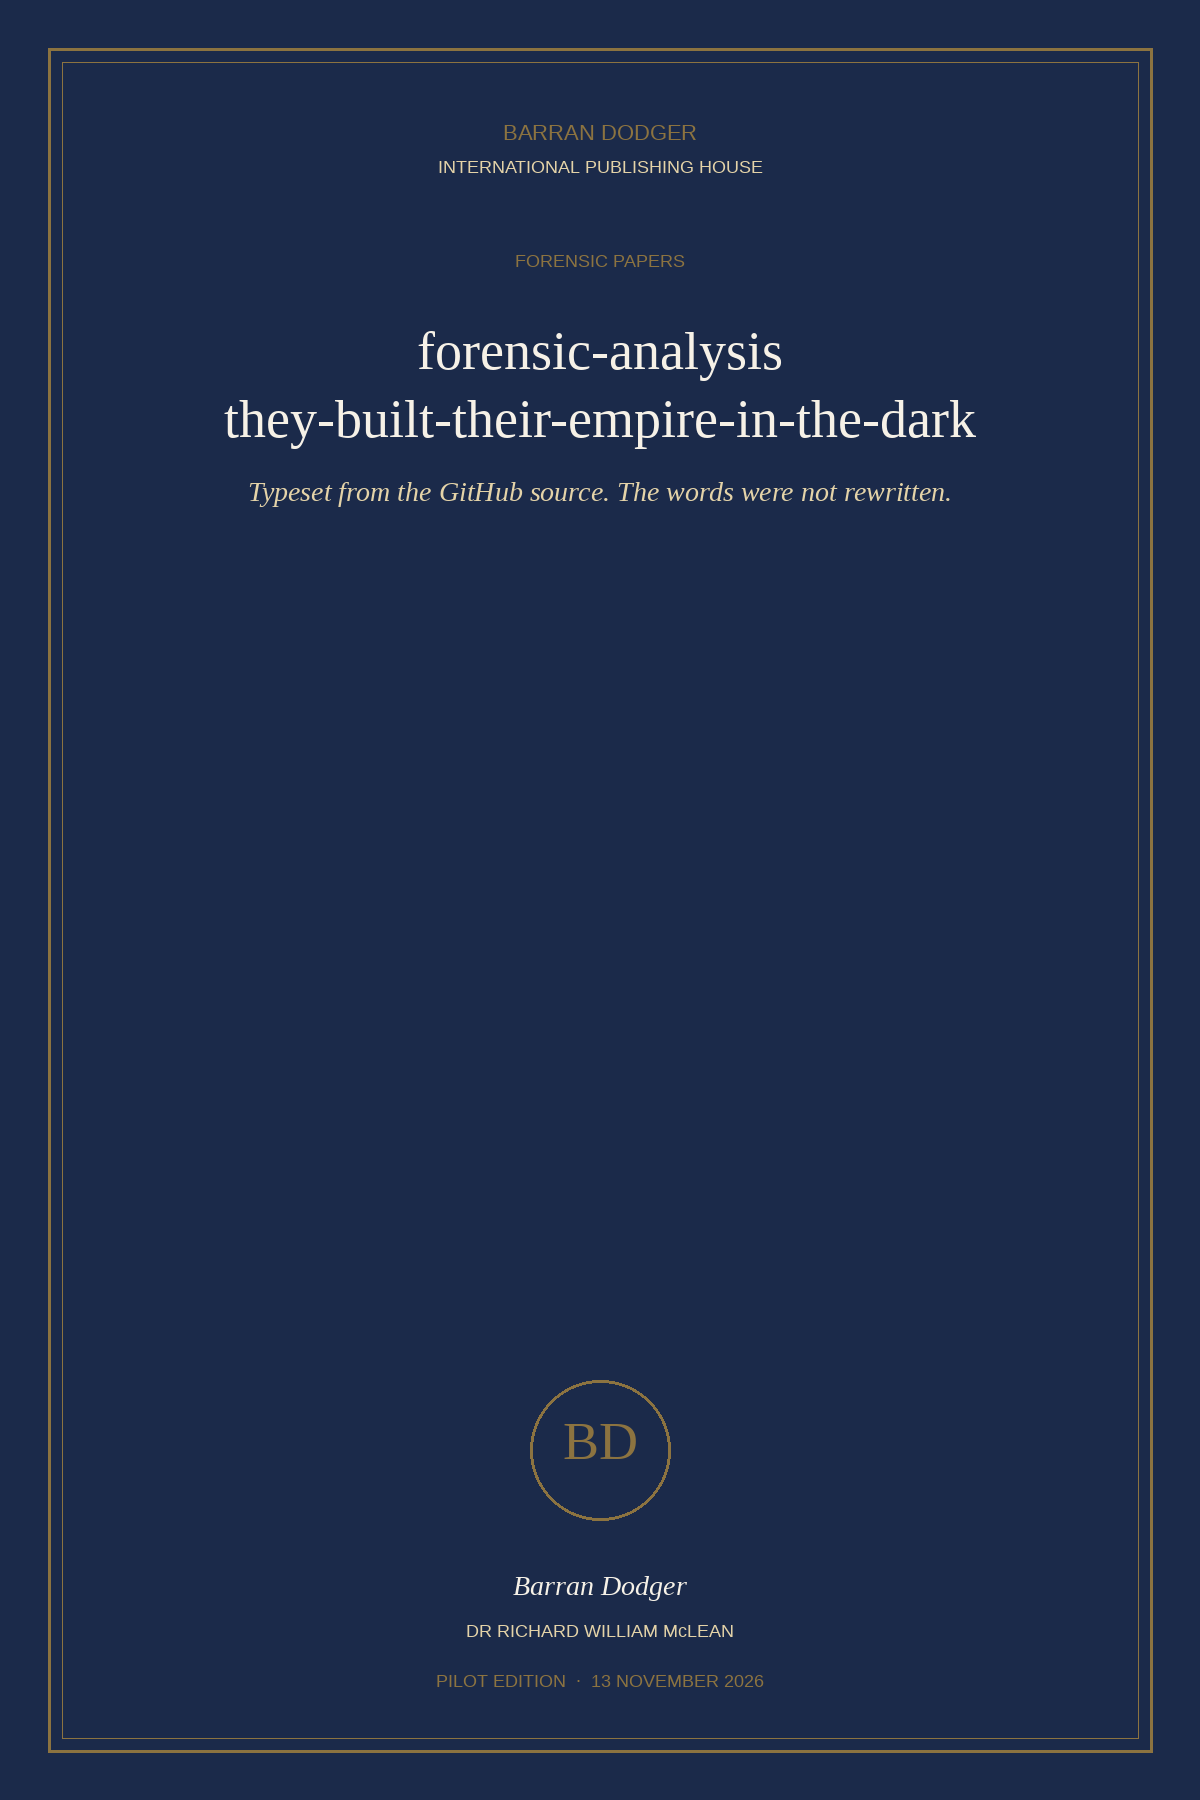 BARRAN DODGER
INTERNATIONAL PUBLISHING HOUSE
FORENSIC PAPERS
forensic-analysis
they-built-their-empire-in-the-dark
Typeset from the GitHub source. The words were not rewritten.
BD
Barran Dodger
DR RICHARD WILLIAM McLEAN
PILOT EDITION · 13 NOVEMBER 2026